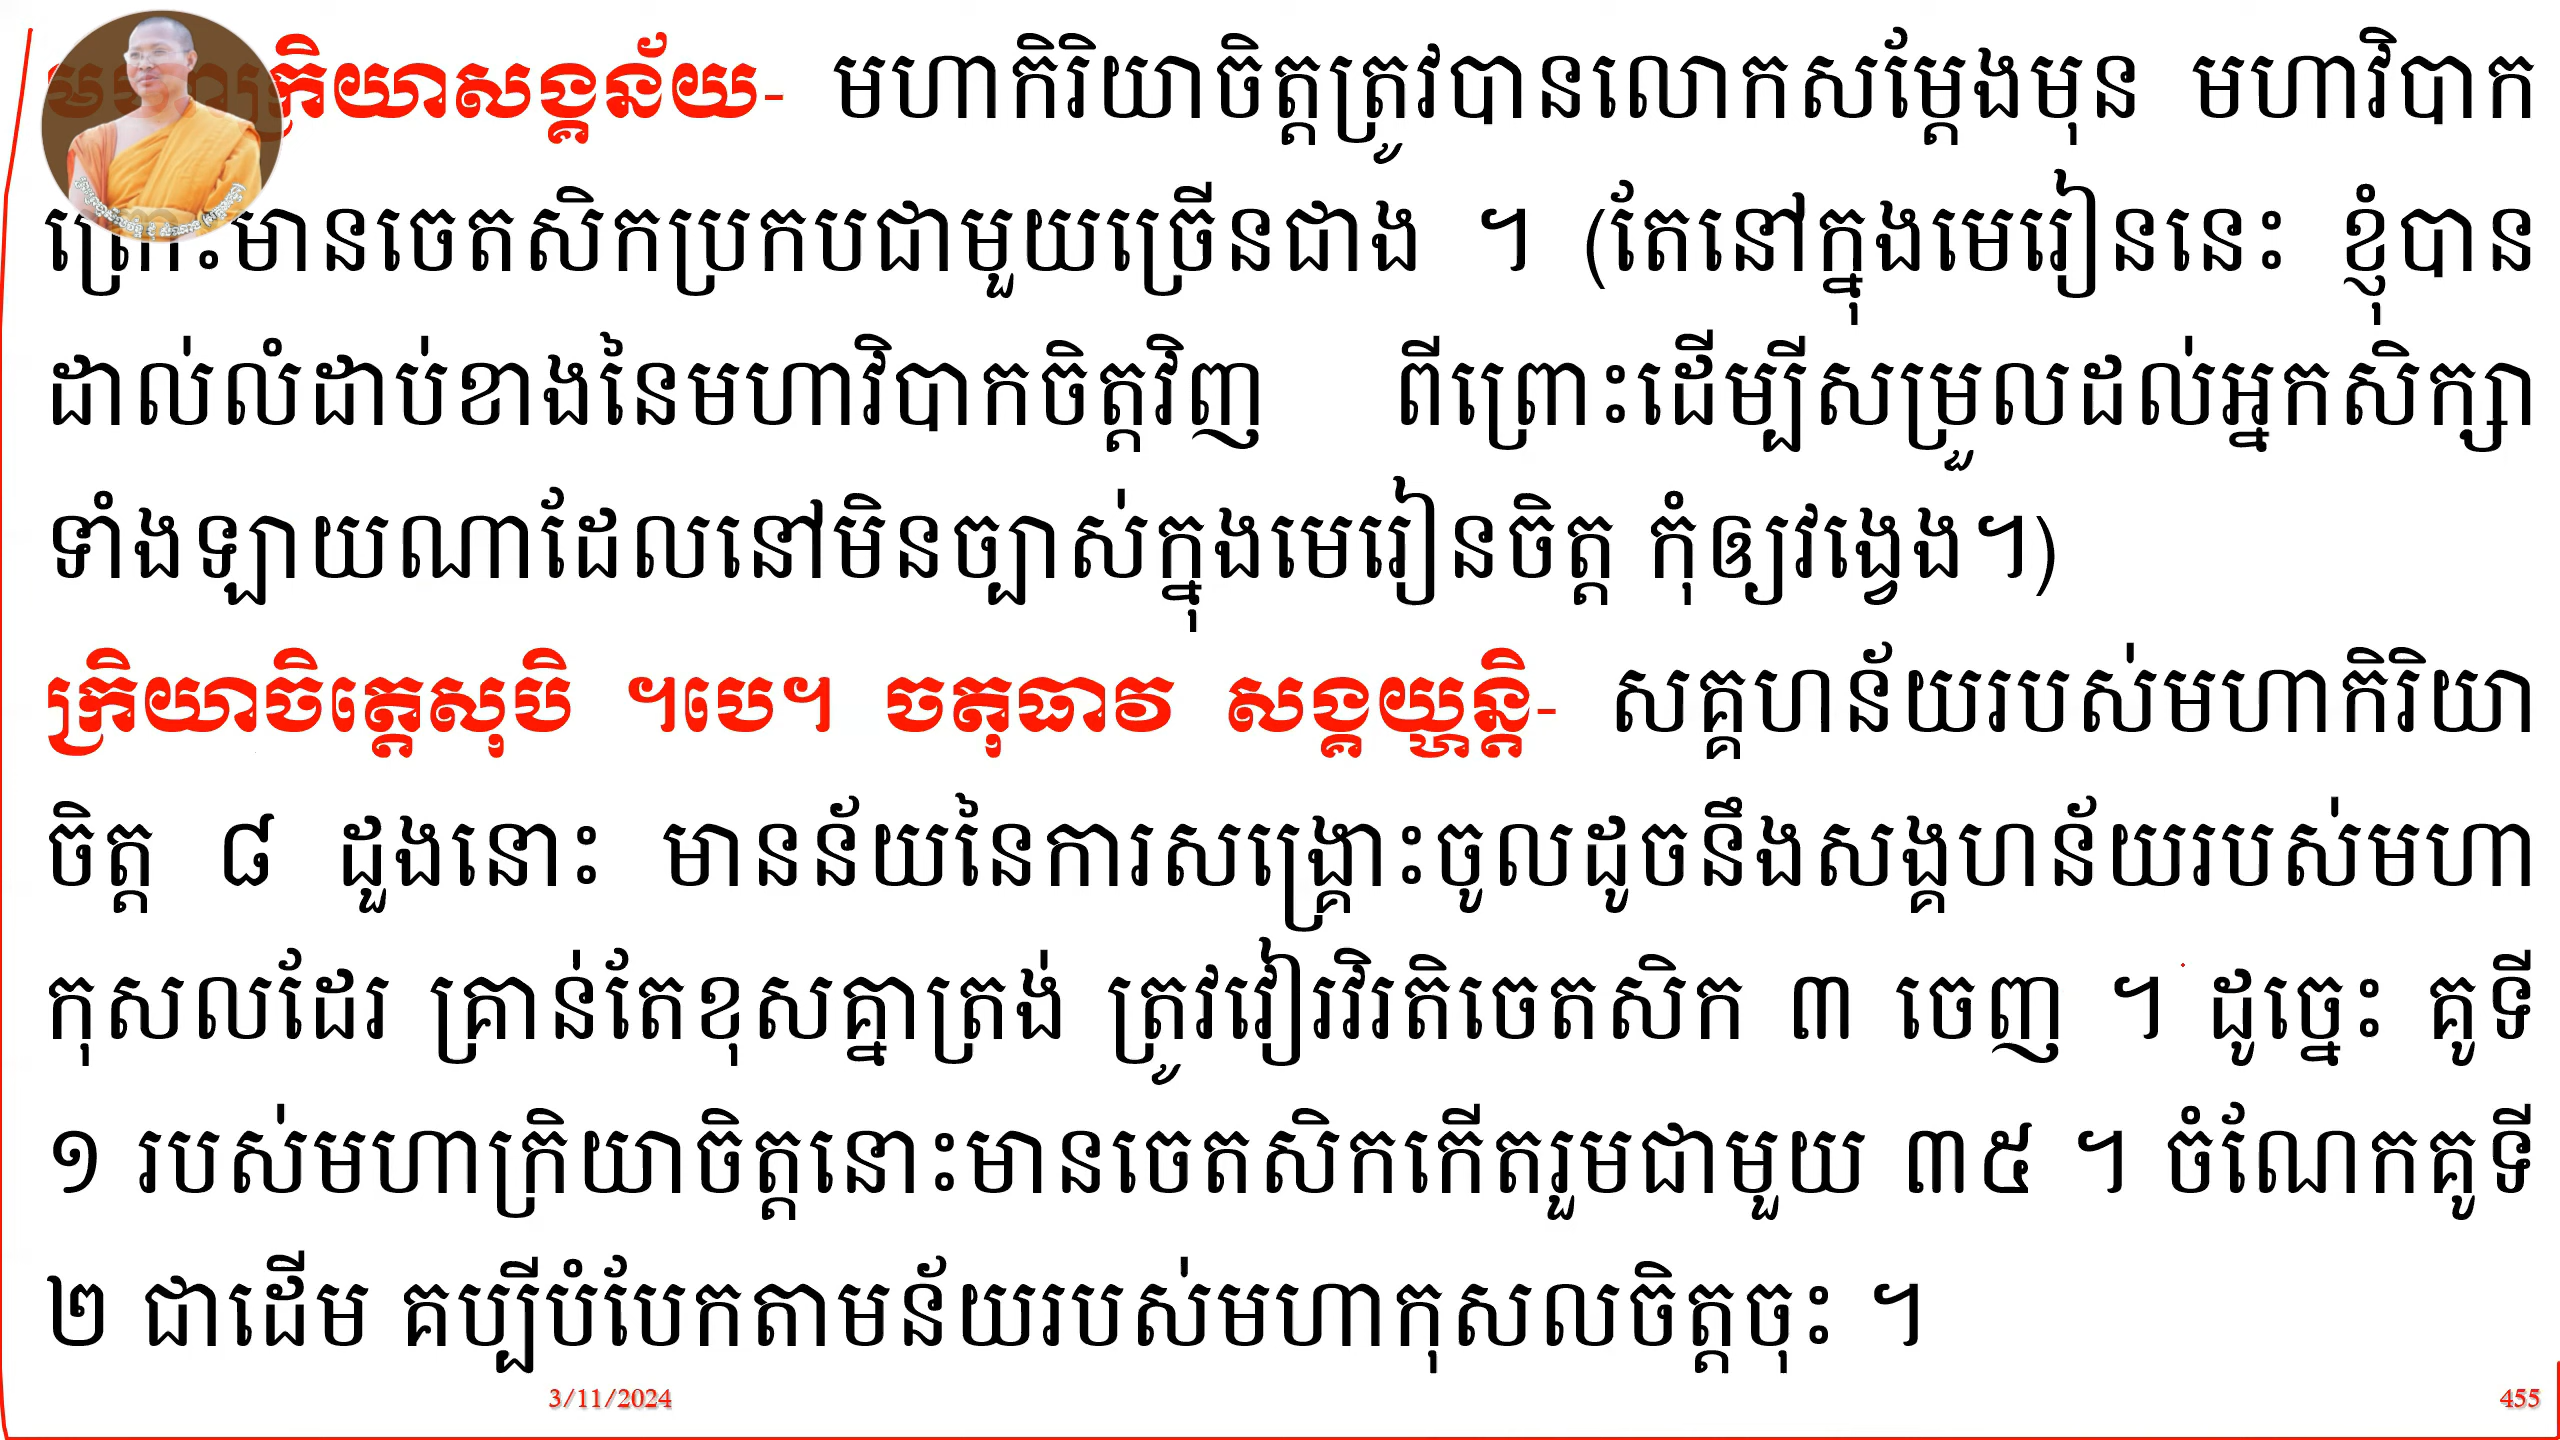 មហាក្រិយាសង្គន័យ- មហាកិរិយាចិត្តត្រូវបានលោកសម្ដែងមុន មហាវិបាក
ព្រោះមានចេតសិកប្រកបជាមួយច្រើនជាង ។ (តែនៅក្នុងមេរៀននេះ ខ្ញុំបាន
ដាល់លំដាប់ខាងនៃមហាវិបាកចិត្តវិញ ពីព្រោះដើម្បីសម្រួលដល់អ្នកសិក្សា
ទាំងឡាយណាដែលនៅមិនច្បាស់ក្នុងមេរៀនចិត្ត កុំឲ្យវង្វេង។)
ក្រិយាចិត្តេសុបិ ។បេ។ ចតុធាវ សង្គយ្ហន្តិ- សគ្គហន័យរបស់មហាកិរិយា
ចិត្ត ៨ ដួងនោះ មានន័យនៃការសង្គ្រោះចូលដូចនឹងសង្គហន័យរបស់មហា
កុសលដែរ គ្រាន់តែខុសគ្នាត្រង់ ត្រូវវៀរវិរតិចេតសិក ៣ ចេញ ។ ដូច្នេះ គូទី
១ របស់មហាក្រិយាចិត្តនោះមានចេតសិកកើតរួមជាមួយ ៣៥ ។ ចំណែកគូទី
២ ជាដើម គប្បីបំបែកតាមន័យរបស់មហាកុសលចិត្តចុះ ។
3/11/2024
455